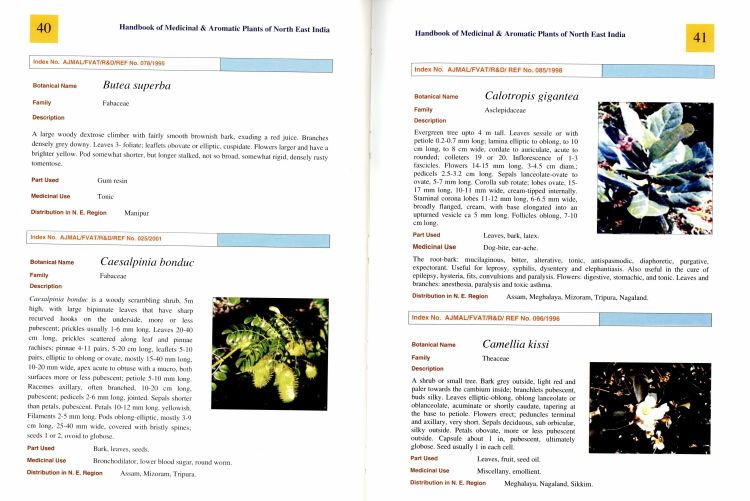 40
Handbook of Medicinal & Aromatic Plants of North East India
Index No. AJMAL/FVAT/R&D/REF No. 078/1995
Botanical Name Butea superba
Family Fabaceae
Description
A large woody dextrose climber with fairly smooth brownish bark, exuding a red juice. Branches
densely grey downy. Leaves 3- foliate; leaflets obovate or elliptic, cuspidate. Flowers larger and have a
brighter yellow. Pod somewhat shorter, but longer stalked, not so broad, somewhat rigid, densely rusty
tomentose.
Part Used Gum resin
Medicinal Use Tonic
Distribution in N. E. Region Manipur
Index No. AJMAL/FVAT/R&D/REF No. 025/2001
Botanical Name Caesalpinia bonduc
Family Fabaceae
Description
Caesalpinia bonduc is a woody scrambling shrub, 5m
high, with large bipinnate leaves that have sharp
recurved hooks on the underside, more or less
pubescent; prickles usually 1-6 mm long. Leaves 20-40
cm long, prickles scattered along leaf and pinnae
rachises; pinnae 4-11 pairs, 5-20 cm long, leaflets 5-10
pairs, elliptic to oblong or ovate, mostly 15-40 mm long,
10-20 mm wide, apex acute to obtuse with a mucro, both
surfaces more or less pubescent; petiole 5-10 mm long.
Racemes axillary, often branched, 10-20 cm long,
pubescent; pedicels 2-6 mm long, jointed. Sepals shorter
than petals, pubescent. Petals 10-12 mm long, yellowish.
Filaments 2-5 mm long. Pods oblong-elliptic, mostly 3-9
cm long, 25-40 mm wide, covered with bristly spines;
seeds 1 or 2, ovoid to globose.
Part Used Bark, leaves, seeds.
Medicinal Use Bronchodilator, lower blood sugar, round worm.
Distribution in N. E. Region Assam, Mizoram, Tripura.
Handbook of Medicinal & Aromatic Plants of North East India
41
Index No. AJMAL/FVAT/R&D/ REF No. 085/1998
Botanical Name Calotropis gigantea
Family Asclepidaceae
Description
Evergreen tree upto 4 m tall. Leaves sessile or with
petiole 0.2-0.7 mm long; lamina elliptic to oblong, to 10
cm long, to 8 cm wide, cordate to auriculate, acute to
rounded; colleters 19 or 20. Inflorescence of 1-3
fascicles. Flowers 14-15 mm long, 3-4.5 cm diam.;
pedicels 2.5-3.2 cm long. Sepals lanceolate-ovate to
ovate, 5-7 mm long. Corolla sub rotate; lobes ovate, 15-
17 mm long, 10-11 mm wide, cream-tipped internally.
Staminal corona lobes 11-12 mm long, 6-6.5 mm wide,
broadly flanged, cream, with base elongated into an
upturned vesicle ca 5 mm long. Follicles oblong, 7-10
cm long.
Part Used Leaves, bark, latex.
Medicinal Use Dog-bite, ear-ache.
The root-bark: mucilaginous, bitter, alterative, tonic, antispasmodic, diaphoretic, purgative,
expectorant. Useful for leprosy, syphilis, dysentery and elephantiasis. Also useful in the cure of
epilepsy, hysteria, fits, convulsions and paralysis. Flowers: digestive, stomachic, and tonic. Leaves and
branches: anesthesia, paralysis and toxic asthma.
Distribution in N. E. Region Assam, Meghalaya, Mizoram, Tripura, Nagaland.
Index No. AJMAL/FVAT/R&D/ REF No. 096/1996
Botanical Name Camellia kissi
Family Theaceae
Description
A shrub or small tree. Bark grey outside, light red and
paler towards the cambium inside; branchlets pubescent,
buds silky. Leaves elliptic-oblong, oblong lanceolate or
oblanceolate, acuminate or shortly caudate, tapering at
the base to petiole. Flowers erect; peduncles terminal
and axillary, very short. Sepals deciduous, sub orbicular,
silky outside. Petals obovate, more or less pubescent
outside. Capsule about 1 in, pubescent, ultimately
globose. Seed usually 1 in each cell.
Part Used Leaves, fruit, seed oil.
Medicinal Use Miscellany, emollient.
Distribution in N. E. Region Meghalaya, Nagaland, Sikkim.